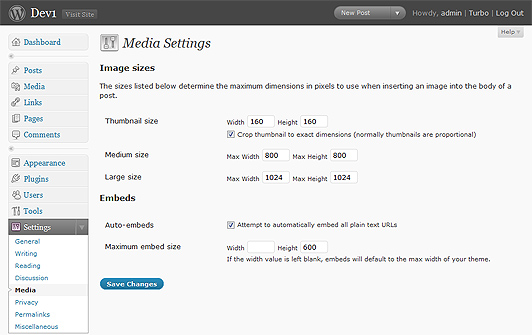 Dev1 Visit Site
New Post
Howdy, admin | Turbo | Log Out
Help
Dashboard
Posts
Media
Links
Pages
Comments
Appearance
Plugins
Users
Tools
Settings
General
Writing
Reading
Discussion
Media
Privacy
Permalinks
Miscellaneous
Media Settings
Image sizes
The sizes listed below determine the maximum dimensions in pixels to use when inserting an image into the body of a
post.
Thumbnail size Width 160 Height 160
Crop thumbnail to exact dimensions (normally thumbnails are proportional)
Medium size Max Width 800 Max Height 800
Large size Max Width 1024 Max Height 1024
Embeds
Auto-embeds Attempt to automatically embed all plain text URLs
Maximum embed size Width Height 600
If the width value is left blank, embeds will default to the max width of your theme.
Save Changes